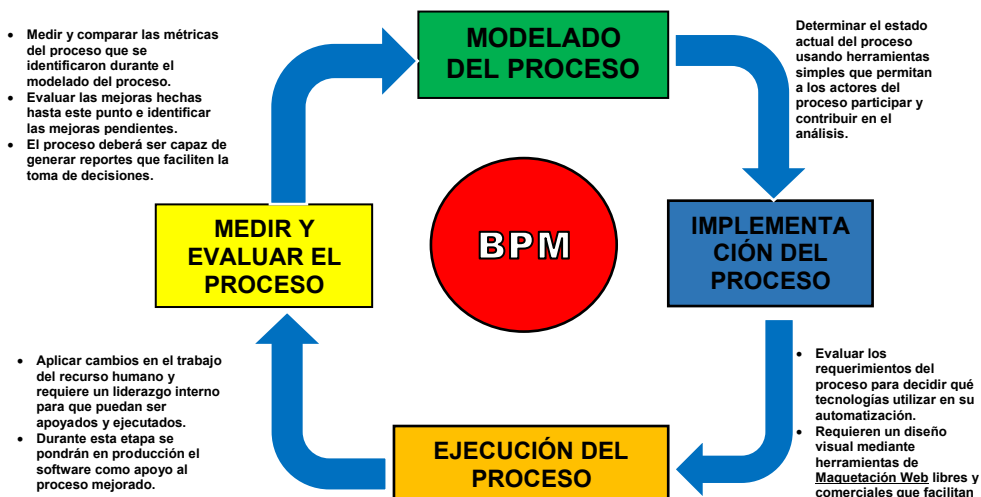 MODELADO
DEL PROCESO
Determinar el estado
actual del proceso
usando herramientas
simples que permitan
a los actores del
proceso participar y
contribuir en el
análisis.
IMPLEMENTA
CIÓN DEL
PROCESO
• Evaluar los
requerimientos del
proceso para decidir qué
tecnologías utilizar en su
automatización.
• Requieren un diseño
visual mediante
herramientas de
Maquetación Web libres y
comerciales que facilitan
EJECUCIÓN DEL
PROCESO
• Aplicar cambios en el trabajo
del recurso humano y
requiere un liderazgo interno
para que puedan ser
apoyados y ejecutados.
• Durante esta etapa se
pondrán en producción el
software como apoyo al
proceso mejorado.
MEDIR Y
EVALUAR EL
PROCESO
• Medir y comparar las métricas
del proceso que se
identificaron durante el
modelado del proceso.
• Evaluar las mejoras hechas
hasta este punto e identificar
las mejoras pendientes.
• El proceso deberá ser capaz de
generar reportes que faciliten la
toma de decisiones.
BPM